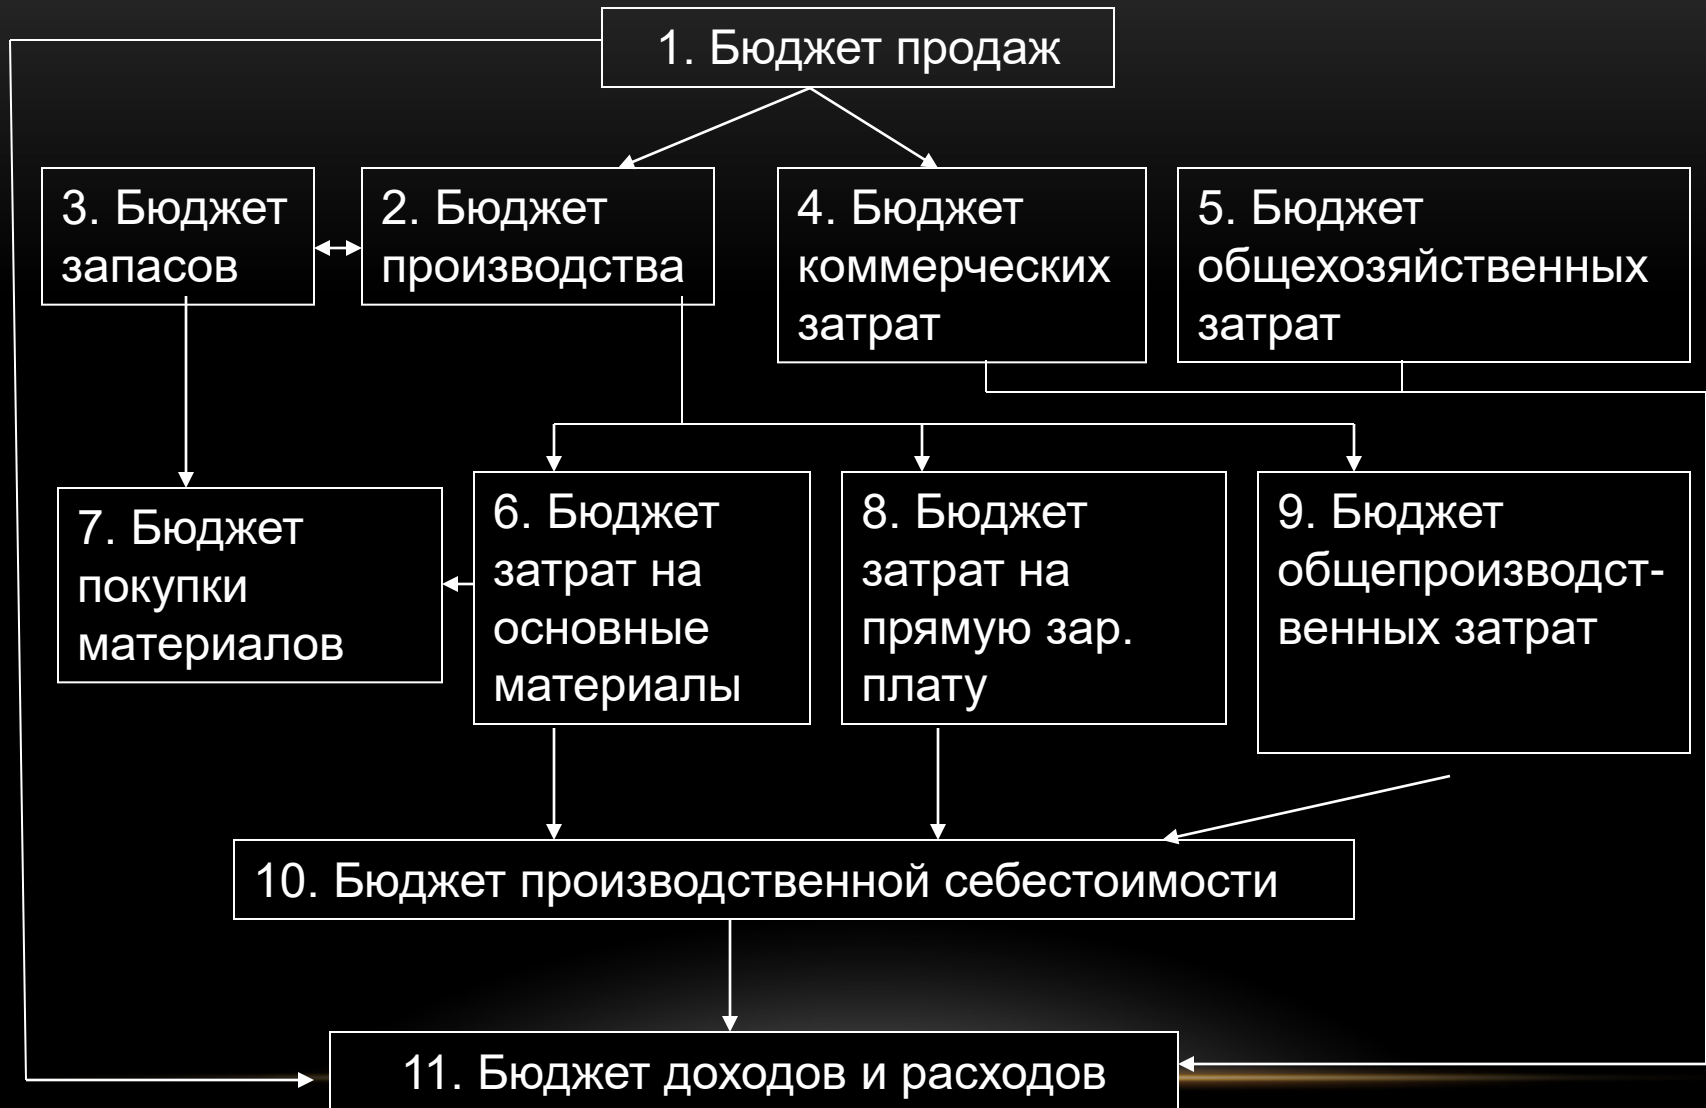 1. Бюджет продаж
3. Бюджет
запасов
2. Бюджет
производства
4. Бюджет
коммерческих
затрат
5. Бюджет
общехозяйственных
затрат
7. Бюджет
покупки
материалов
6. Бюджет
затрат на
основные
материалы
8. Бюджет
затрат на
прямую зар.
плату
9. Бюджет
общепроизводст-
венных затрат
10. Бюджет производственной себестоимости
11. Бюджет доходов и расходов